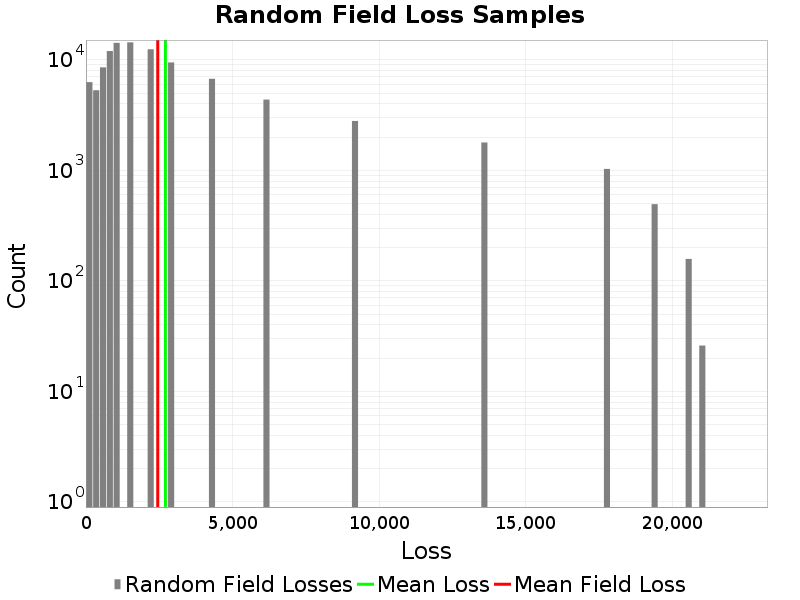 Random Field Loss Samples
10^4
10^3
10^2
10^1
10^0
Count
0 5,000 10,000 15,000 20,000
Loss
Random Field Losses Mean Loss Mean Field Loss